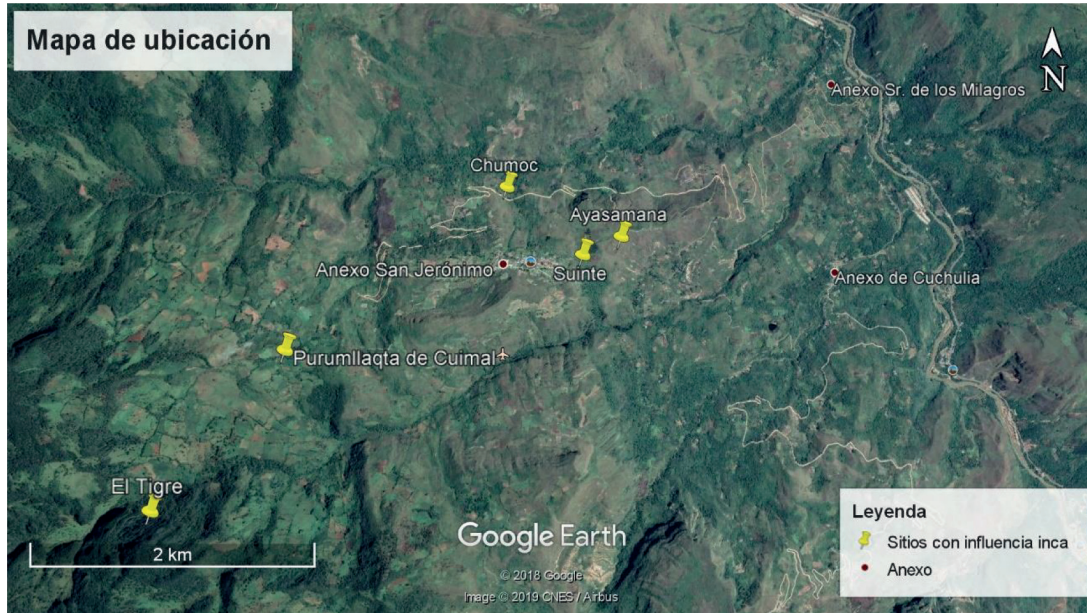 Mapa de ubicación
N
Anexo Sr. de los Milagros
Chumoc
Ayasamana
Anexo San Jerónimo
Suinte
Anexo de Cuchulia
Purumllaqta de Cuimal
El Tigre
2 km
Google Earth
© 2018 Google
Image © 2019 CNES / Airbus
Leyenda
Sitios con influencia inca
Anexo